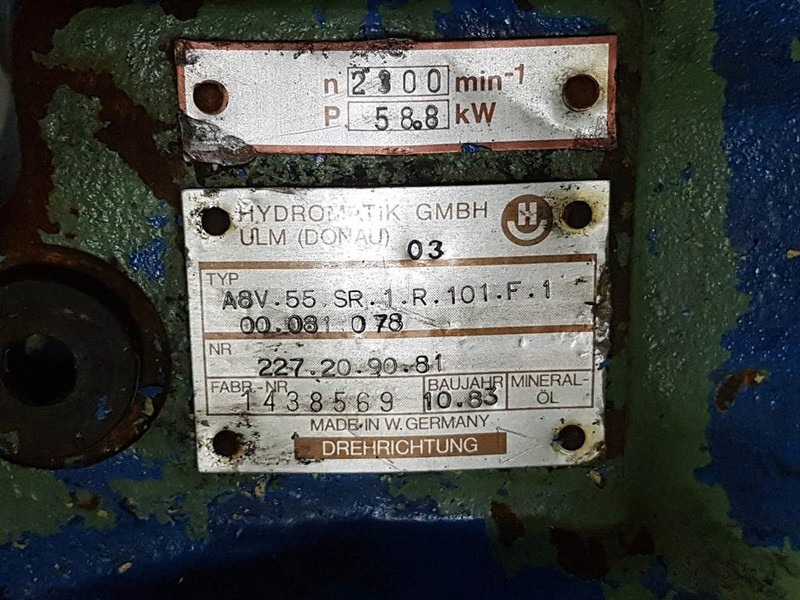 n 2300 min-1
P 58.8 kW
HYDROMATIK GMBH
ULM (DONAU) 03
H
TYP
A8V.55.SR.1.R.101.F.1
00.081.078
NR
227.20.90.81
FABR.-NR BAUJAHR MINERAL-
1438569 10.83 ÖL
MADE IN W. GERMANY
DREHRICHTUNG